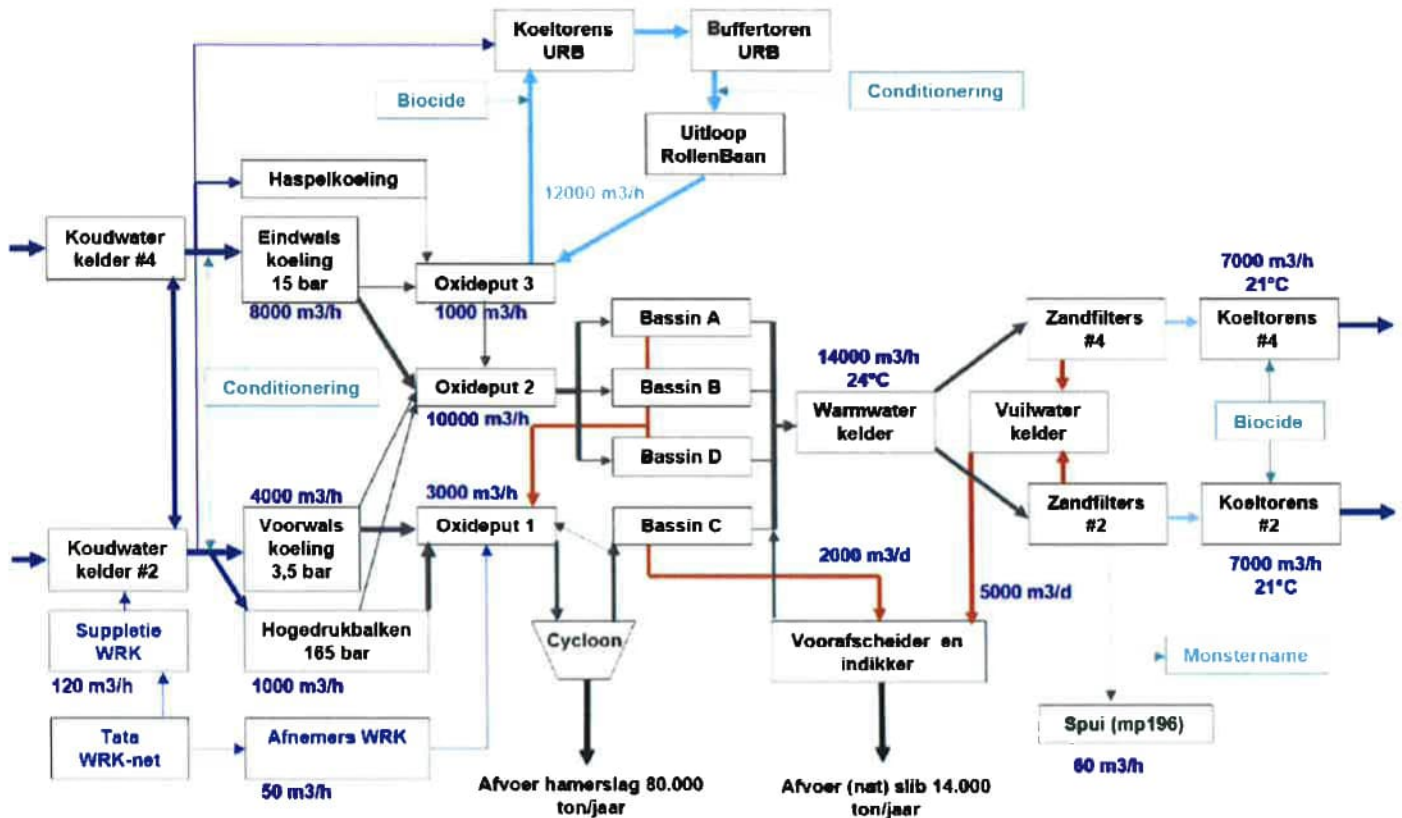 Koeltorens
URB
Buffertoren
URB
Biocide
Conditionering
Uitloop
RollenBaan
Haspelkoeling
12000 m3/h
Koudwater
kelder #4
Eindwals
koeling
15 bar
8000 m3/h
Oxideput 3
1000 m3/h
7000 m3/h
21°C
Bassin A
Zandfilters
#4
Koeltorens
#4
14000 m3/h
24°C
Conditionering
Oxideput 2
10000 m3/h
Bassin B
Warmwater
kelder
Vuilwater
kelder
Biocide
Bassin D
4000 m3/h
3000 m3/h
Koudwater
kelder #2
Voorwals
koeling
3,5 bar
Oxideput 1
Bassin C
Zandfilters
#2
Koeltorens
#2
2000 m3/d
5000 m3/d
7000 m3/h
21°C
Suppletie
WRK
120 m3/h
Hogedrukbalken
165 bar
1000 m3/h
Cycloon
Voorafscheider en
indikker
Monstername
Tata
WRK-net
Afnemers WRK
50 m3/h
Spui (mp196)
60 m3/h
Afvoer hamerslag 80.000
ton/jaar
Afvoer (nat) slib 14.000
ton/jaar